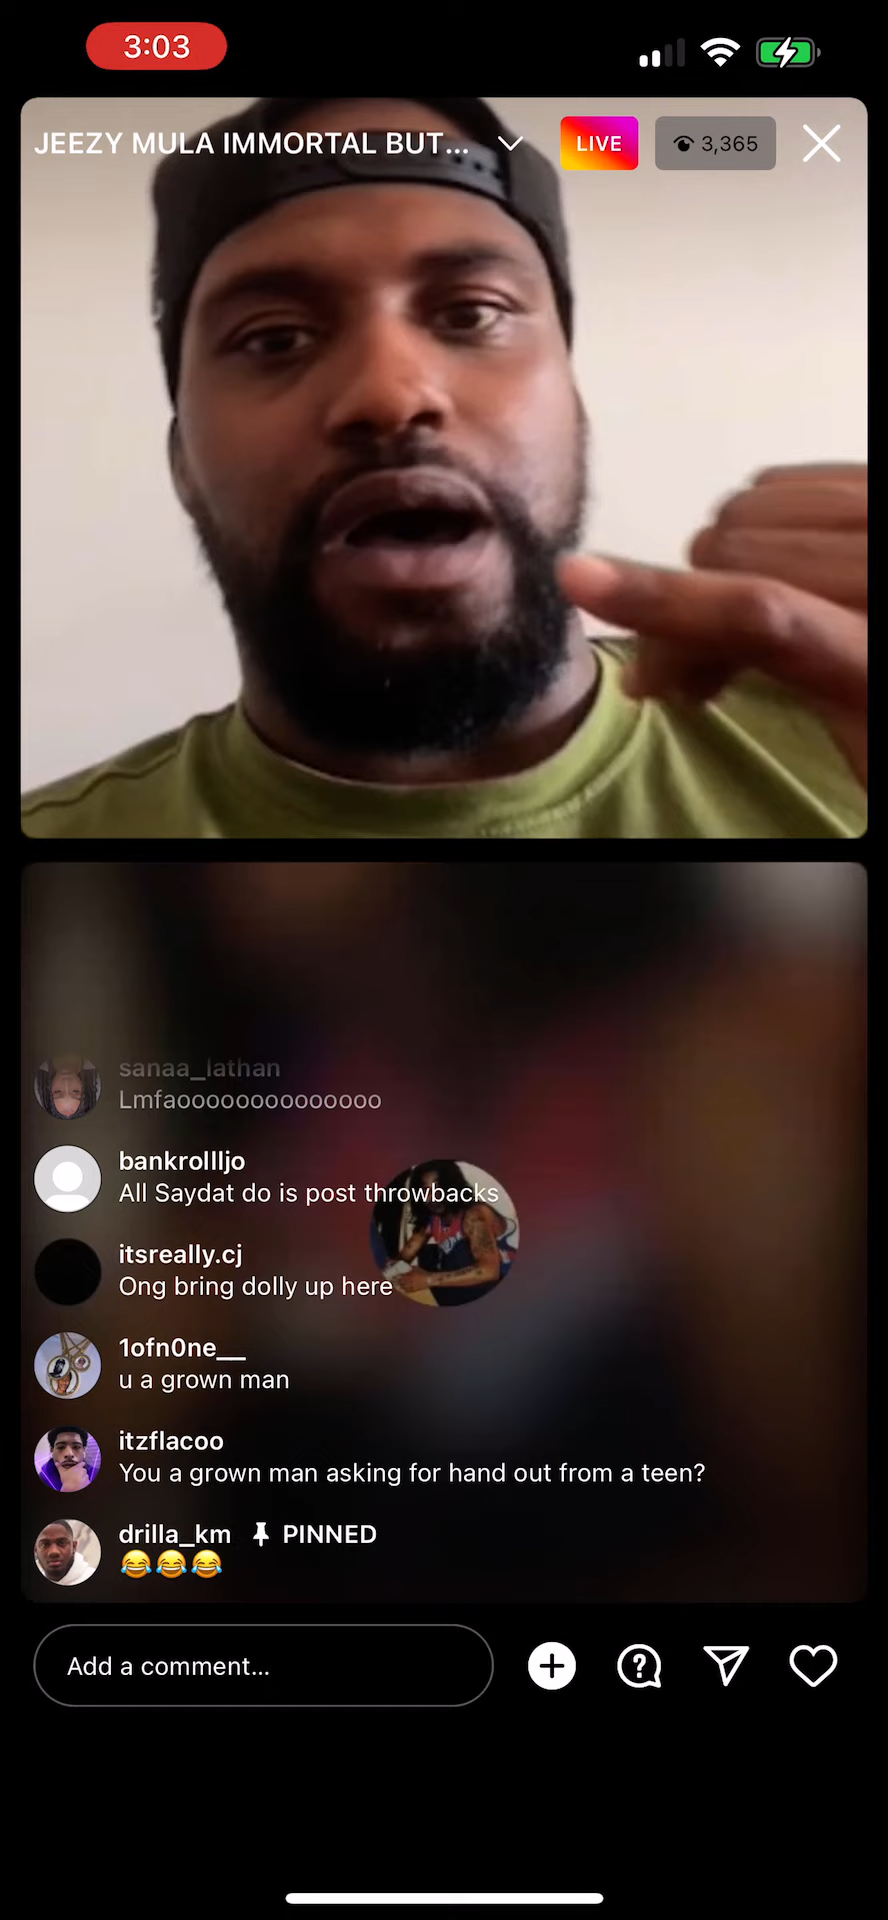 3:03
JEEZY MULA IMMORTAL BUT...
LIVE
3,365
sanaa_lathan
Lmfaoooooooooooooo
bankrollljo
All Saydat do is post throwbacks
itsreally.cj
Ong bring dolly up here
1ofn0ne__
u a grown man
itzflacoo
You a grown man asking for hand out from a teen?
drilla_km PINNED
😂😂😂
Add a comment...